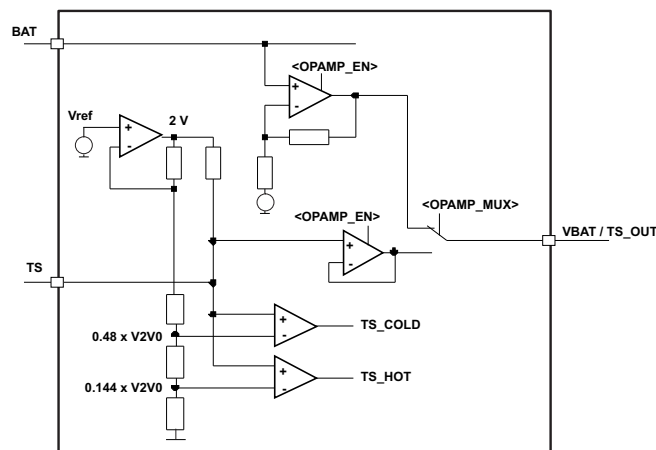 BAT
<OPAMP_EN>
Vref
2 V
+
-
+
-
<OPAMP_EN>
<OPAMP_MUX>
VBAT / TS_OUT
+
-
TS
+
-
TS_COLD
0.48 x V2V0
+
-
TS_HOT
0.144 x V2V0